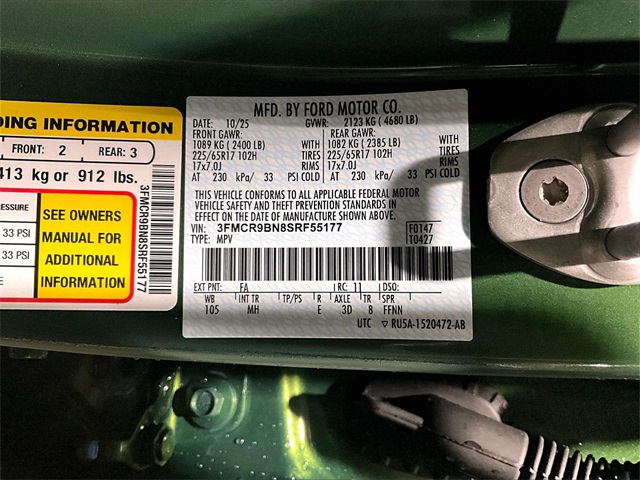 DING INFORMATION
FRONT: 2 REAR: 3
413 kg or 912 lbs.
PRESSURE
33 PSI
33 PSI
SEE OWNERS
MANUAL FOR
ADDITIONAL
INFORMATION
3FMCR9BN8SRF55177
MFD. BY FORD MOTOR CO.
DATE: 10/25 GVWR: 2123 KG ( 4680 LB)
FRONT GAWR: REAR GAWR:
1089 KG ( 2400 LB) WITH 1082 KG ( 2385 LB) WITH
225/65R17 102H TIRES 225/65R17 102H TIRES
17x7.0J RIMS 17x7.0J RIMS
AT 230 kPa/ 33 PSI COLD AT 230 kPa/ 33 PSI COLD
THIS VEHICLE CONFORMS TO ALL APPLICABLE FEDERAL MOTOR
VEHICLE SAFETY AND THEFT PREVENTION STANDARDS IN
EFFECT ON THE DATE OF MANUFACTURE SHOWN ABOVE.
VIN: 3FMCR9BN8SRF55177 F0147
TYPE: MPV T0427
EXT PNT: FA RC: 11 DSO:
WB INT TR TP/PS R AXLE TR SPR
105 MH E 3D 8 FFNN
UTC ▽ RU5A-1520472-AB